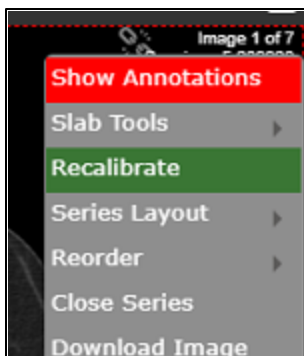 Image 1 of 7
Show Annotations
Slab Tools
Recalibrate
Series Layout
Reorder
Close Series
Download Image